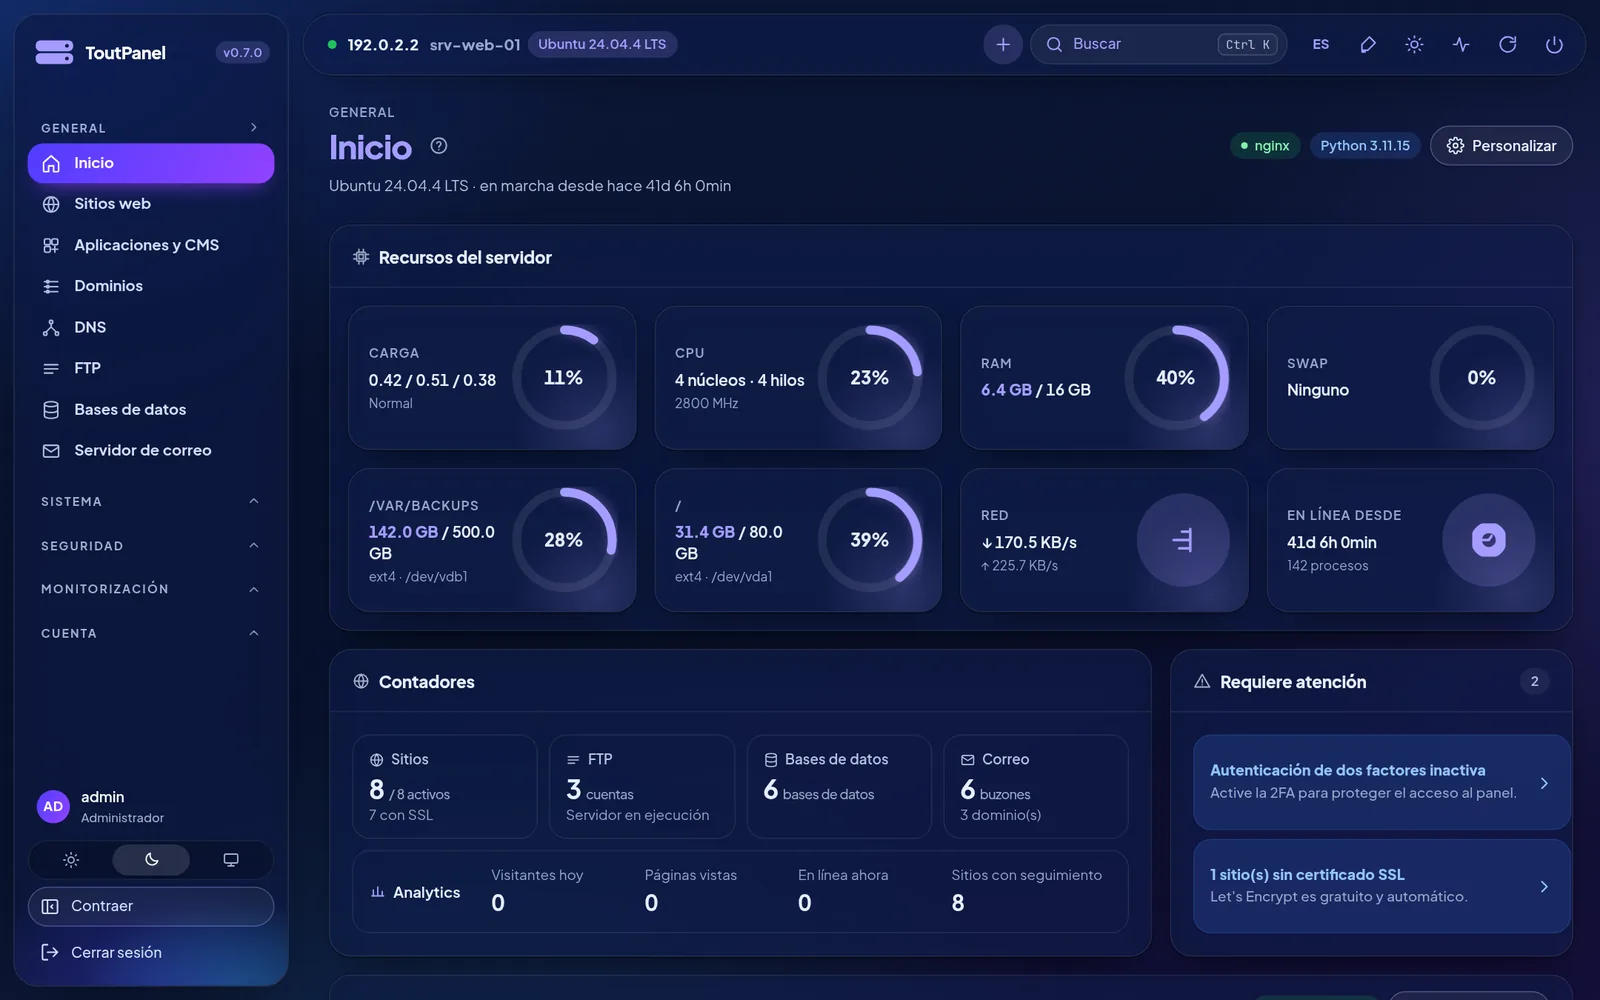 ToutPanel
v0.7.0
GENERAL
Inicio
Sitios web
Aplicaciones y CMS
Dominios
DNS
FTP
Bases de datos
Servidor de correo
SISTEMA
SEGURIDAD
MONITORIZACIÓN
CUENTA
AD
admin
Administrador
Contraer
Cerrar sesión
192.0.2.2 srv-web-01 Ubuntu 24.04.4 LTS
Buscar
Ctrl K
ES
GENERAL
Inicio
Ubuntu 24.04.4 LTS · en marcha desde hace 41d 6h 0min
nginx
Python 3.11.15
Personalizar
Recursos del servidor
CARGA
0.42 / 0.51 / 0.38
Normal
11%
CPU
4 núcleos · 4 hilos
2800 MHz
23%
RAM
6.4 GB / 16 GB
40%
SWAP
Ninguno
0%
/VAR/BACKUPS
142.0 GB / 500.0
GB
ext4 · /dev/vdb1
28%
/
31.4 GB / 80.0
GB
ext4 · /dev/vda1
39%
RED
↓ 170.5 KB/s
↑ 225.7 KB/s
EN LÍNEA DESDE
41d 6h 0min
142 procesos
Contadores
Sitios
8 / 8 activos
7 con SSL
FTP
3 cuentas
Servidor en ejecución
Bases de datos
6 bases de datos
Correo
6 buzones
3 dominio(s)
Analytics
Visitantes hoy
0
Páginas vistas
0
En línea ahora
0
Sitios con seguimiento
8
Requiere atención
2
Autenticación de dos factores inactiva
Active la 2FA para proteger el acceso al panel.
1 sitio(s) sin certificado SSL
Let's Encrypt es gratuito y automático.